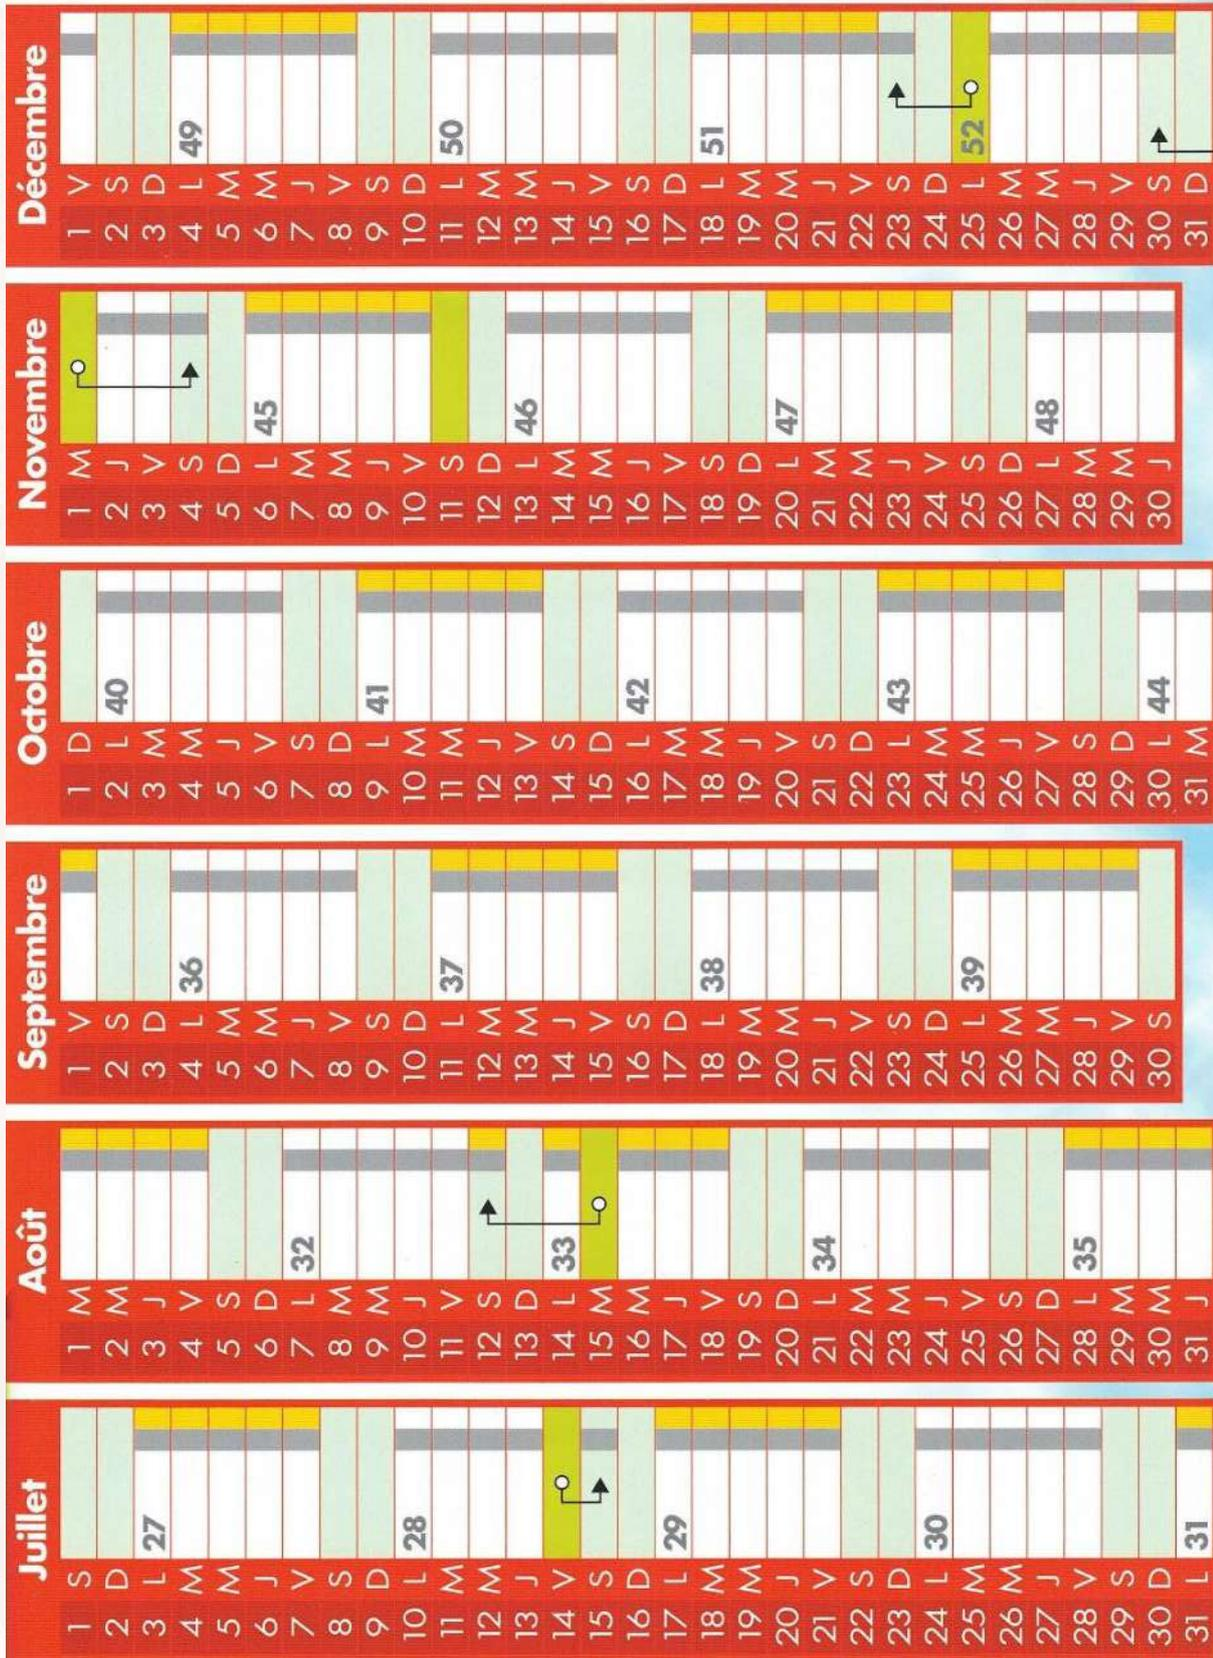 Juillet
1 S
2 D
3 L 27
4 M
5 M
6 J
7 V
8 S
9 D
10 L 28
11 M
12 M
13 J
14 V
15 S
16 D
17 L 29
18 M
19 M
20 J
21 V
22 S
23 D
24 L 30
25 M
26 M
27 J
28 V
29 S
30 D
31 L 31
Août
1 M
2 M
3 J
4 V
5 S
6 D
7 L 32
8 M
9 M
10 J
11 V
12 S
13 D
14 L 33
15 M
16 M
17 J
18 V
19 S
20 D
21 L 34
22 M
23 M
24 J
25 V
26 S
27 D
28 L 35
29 M
30 M
31 J
Septembre
1 V
2 S
3 D
4 L 36
5 M
6 M
7 J
8 V
9 S
10 D
11 L 37
12 M
13 M
14 J
15 V
16 S
17 D
18 L 38
19 M
20 M
21 J
22 V
23 S
24 D
25 L 39
26 M
27 M
28 J
29 V
30 S
Octobre
1 D
2 L 40
3 M
4 M
5 J
6 V
7 S
8 D
9 L 41
10 M
11 M
12 J
13 V
14 S
15 D
16 L 42
17 M
18 M
19 J
20 V
21 S
22 D
23 L 43
24 M
25 M
26 J
27 V
28 S
29 D
30 L 44
31 M
Novembre
1 M
2 J
3 V
4 S
5 D
6 L 45
7 M
8 M
9 J
10 V
11 S
12 D
13 L 46
14 M
15 M
16 J
17 V
18 S
19 D
20 L 47
21 M
22 M
23 J
24 V
25 S
26 D
27 L 48
28 M
29 M
30 J
Décembre
1 V
2 S
3 D
4 L 49
5 M
6 M
7 J
8 V
9 S
10 D
11 L 50
12 M
13 M
14 J
15 V
16 S
17 D
18 L 51
19 M
20 M
21 J
22 V
23 S
24 D
25 L 52
26 M
27 M
28 J
29 V
30 S
31 D